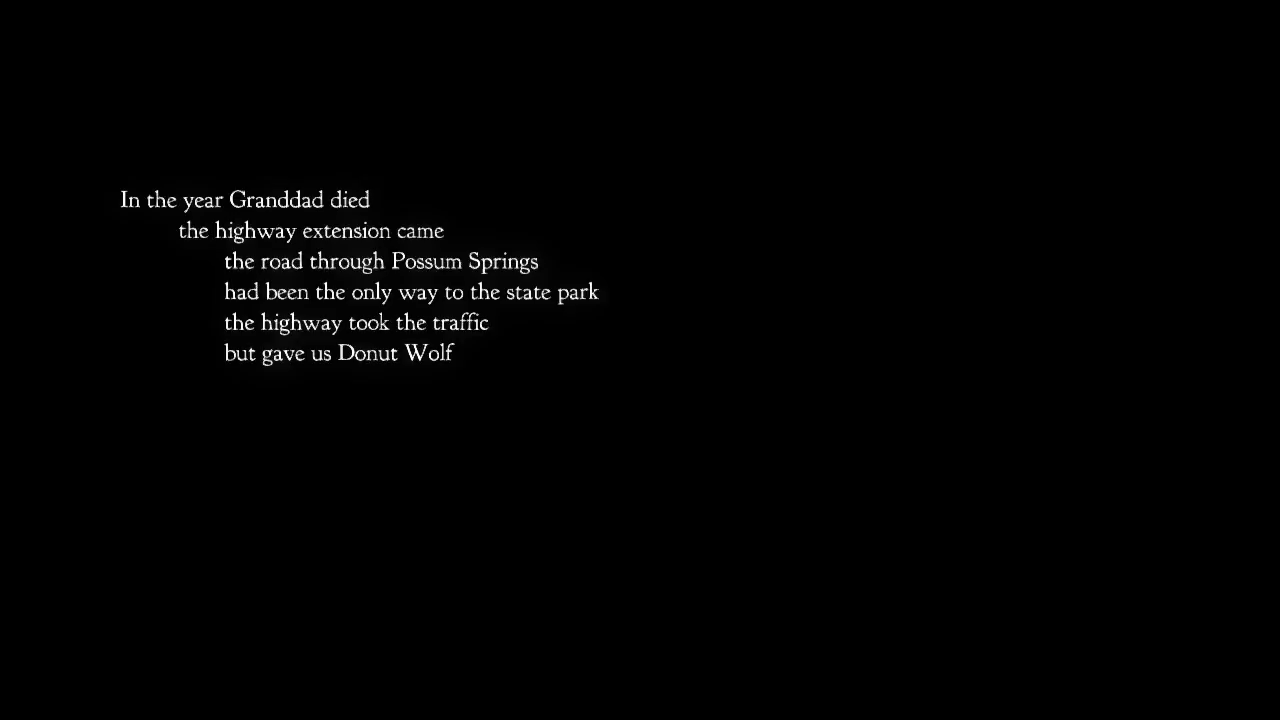 In the year Granddad died
the highway extension came
the road through Possum Springs
had been the only way to the state park
the highway took the traffic
but gave us Donut Wolf